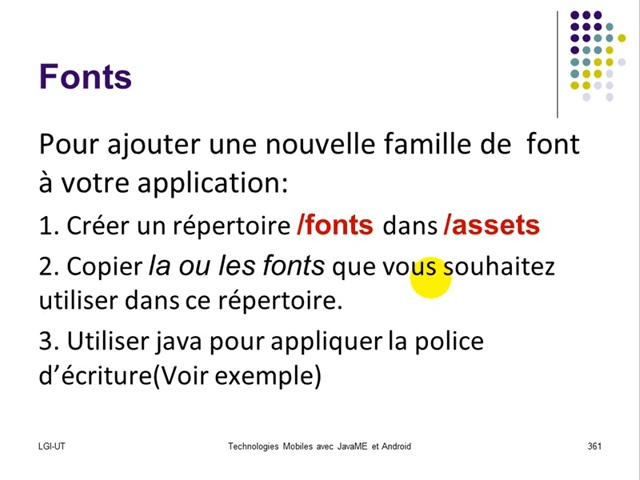 Fonts
Pour ajouter une nouvelle famille de font
à votre application:
1. Créer un répertoire /fonts dans /assets
2. Copier la ou les fonts que vous souhaitez
utiliser dans ce répertoire.
3. Utiliser java pour appliquer la police
d’écriture(Voir exemple)
LGI-UT Technologies Mobiles avec JavaME et Android 361